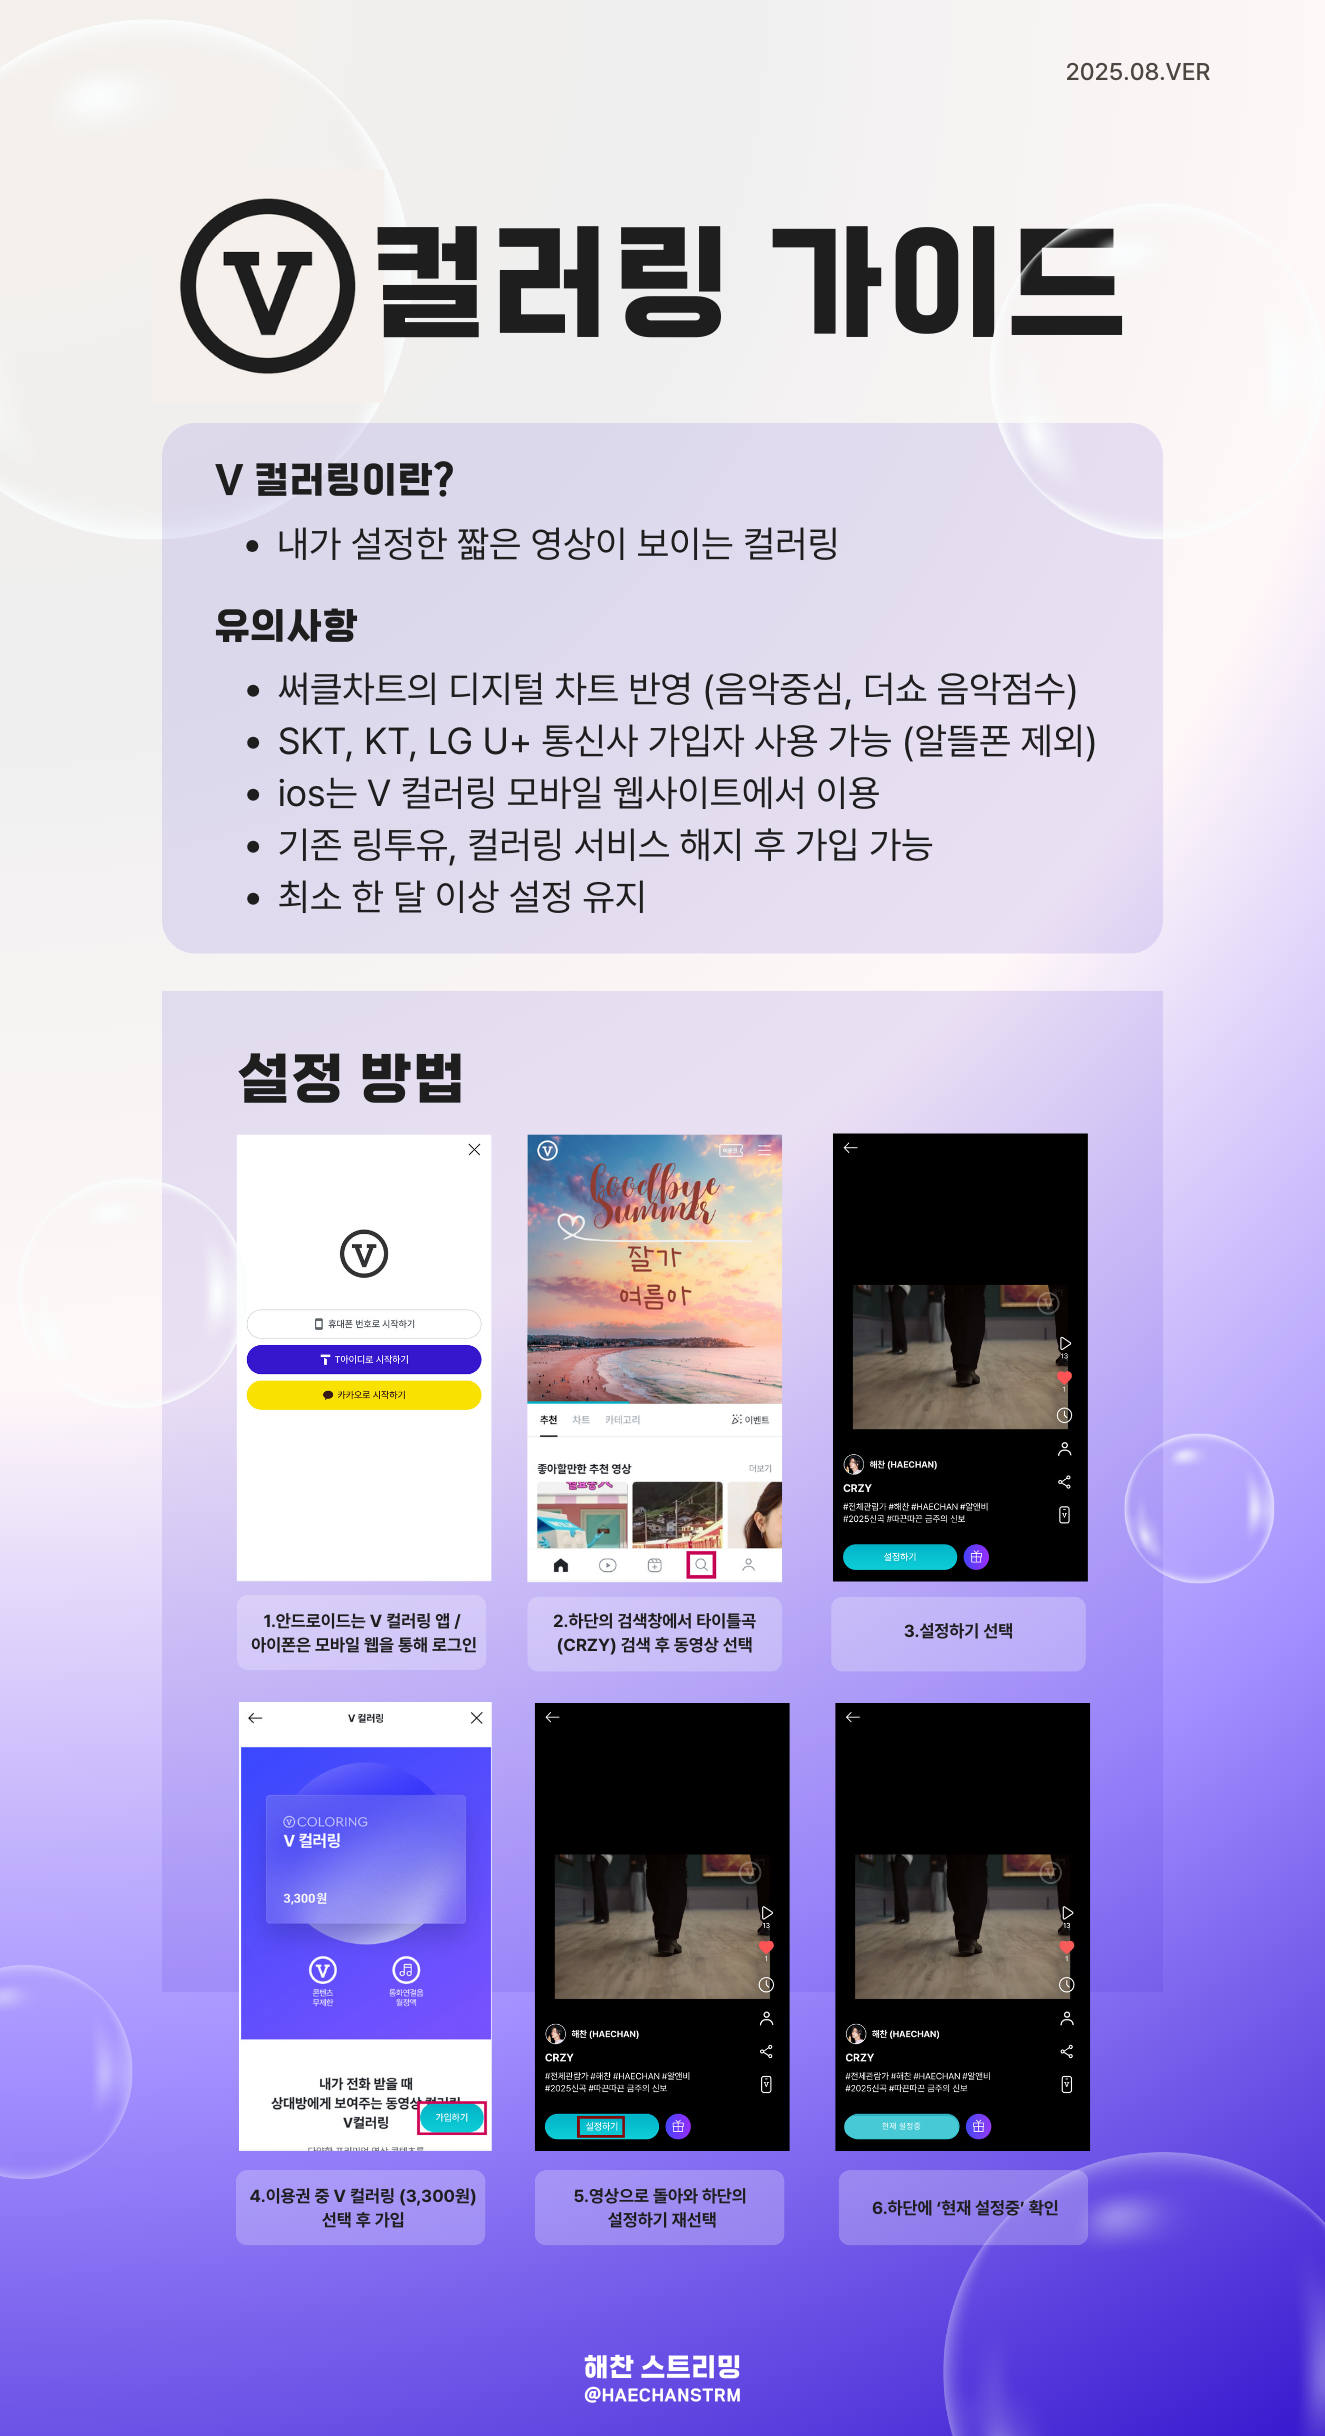 2025.08.VER
V 컬러링 가이드
V 컬러링이란?
• 내가 설정한 짧은 영상이 보이는 컬러링
유의사항
• 써클차트의 디지털 차트 반영 (음악중심, 더쇼 음악점수)
• SKT, KT, LG U+ 통신사 가입자 사용 가능 (알뜰폰 제외)
• ios는 V 컬러링 모바일 웹사이트에서 이용
• 기존 링투유, 컬러링 서비스 해지 후 가입 가능
• 최소 한 달 이상 설정 유지
설정 방법
V
휴대폰 번호로 시작하기
T아이디로 시작하기
카카오로 시작하기
1.안드로이드는 V 컬러링 앱 /
아이폰은 모바일 웹을 통해 로그인
V
Goodbye
Summer
잘가
여름아
추천 차트 카테고리 이벤트
좋아할만한 추천 영상 더보기
2.하단의 검색창에서 타이틀곡
(CRZY) 검색 후 동영상 선택
V
13
1
해찬 (HAECHAN)
CRZY
#전체관람가 #해찬 #HAECHAN #알앤비
#2025신곡 #따끈따끈 금주의 신보
설정하기
3.설정하기 선택
V 컬러링
V COLORING
V 컬러링
3,300원
V
콘텐츠
무제한
통화연결음
월정액
내가 전화 받을 때
상대방에게 보여주는 동영상 컬러링
V컬러링
가입하기
4.이용권 중 V 컬러링 (3,300원)
선택 후 가입
V
13
1
해찬 (HAECHAN)
CRZY
#전체관람가 #해찬 #HAECHAN #알앤비
#2025신곡 #따끈따끈 금주의 신보
설정하기
5.영상으로 돌아와 하단의
설정하기 재선택
V
13
1
해찬 (HAECHAN)
CRZY
#전체관람가 #해찬 #HAECHAN #알앤비
#2025신곡 #따끈따끈 금주의 신보
현재 설정중
6.하단에 ‘현재 설정중’ 확인
해찬 스트리밍
@HAECHANSTRM